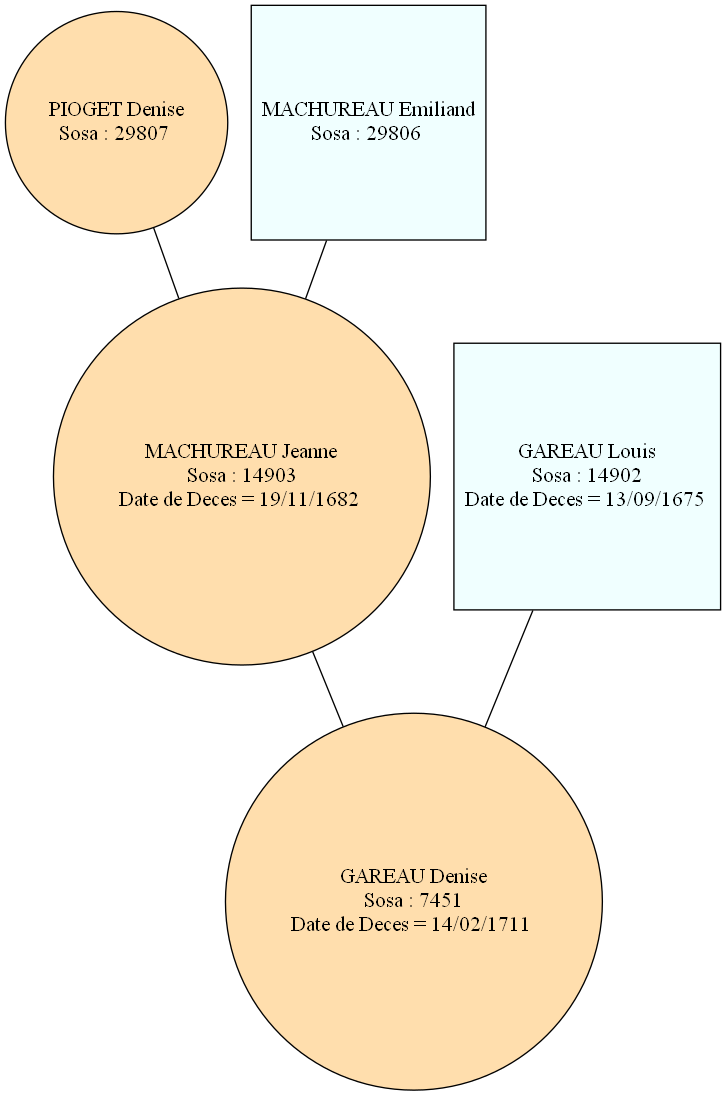 PIOGET Denise
Sosa : 29807
MACHUREAU Emiliand
Sosa : 29806
MACHUREAU Jeanne
Sosa : 14903
Date de Deces = 19/11/1682
GAREAU Louis
Sosa : 14902
Date de Deces = 13/09/1675
GAREAU Denise
Sosa : 7451
Date de Deces = 14/02/1711